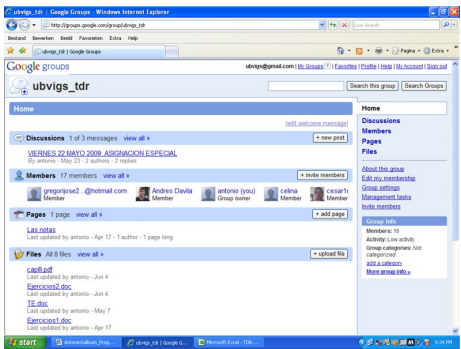 ubvigs_tdr | Google Groups - Windows Internet Explorer
http://groups.google.com/group/ubvigs_tdr
Live Search
Bestand Bewerken Beeld Favorieten Extra Help
ubvigs_tdr | Google Groups
Pagina Extra
Google groups
ubvigs@gmail.com | My Groups | Favorites | Profile | Help | My Account | Sign out
ubvigs_tdr
Search this group Search Groups
Home
[edit welcome message]
Discussions 1 of 3 messages view all »
+ new post
VIERNES 22 MAYO 2009: ASIGNACION ESPECIAL
By antonio - May 23 - 2 authors - 2 replies
Members 17 members view all »
+ invite members
gregorijose2...@hotmail.com
Member
Andres Davila
Member
antonio (you)
Group owner
celina
Member
Member
Pages 1 page view all »
+ add page
Las notas
Last updated by antonio - Apr 17 - 1 author - 1 page long
Files All 8 files view all »
+ upload file
caplII.pdf
Last updated by antonio - Jun 4
Ejercicios2.doc
Last updated by antonio - Jun 4
TE.doc
Last updated by antonio - May 7
Ejercicios1.doc
Last updated by antonio - Apr 17
Home
Discussions
Members
Pages
Files
About this group
Edit my membership
Group settings
Management tasks
Invite members
Group info
Members: 16
Activity: Low activity
Group categories: Not
categorized
add a category
More group info »
start
ubvigs_tdr | Google G...
Microsoft Excel - TDR...
9:34 PM